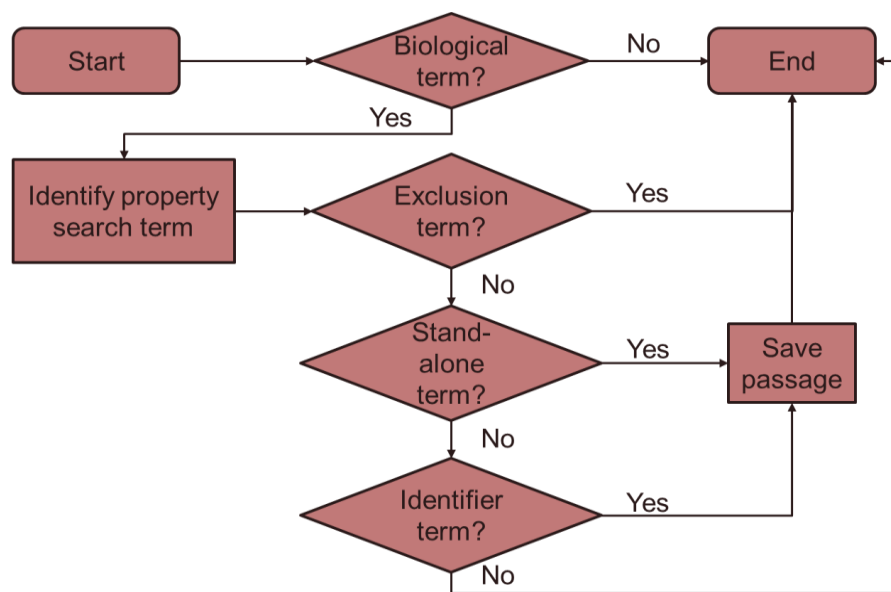 Start
Biological
term?
No
End
Yes
Identify property
search term
Exclusion
term?
Yes
No
Stand-
alone
term?
Yes
Save
passage
No
Identifier
term?
Yes
No